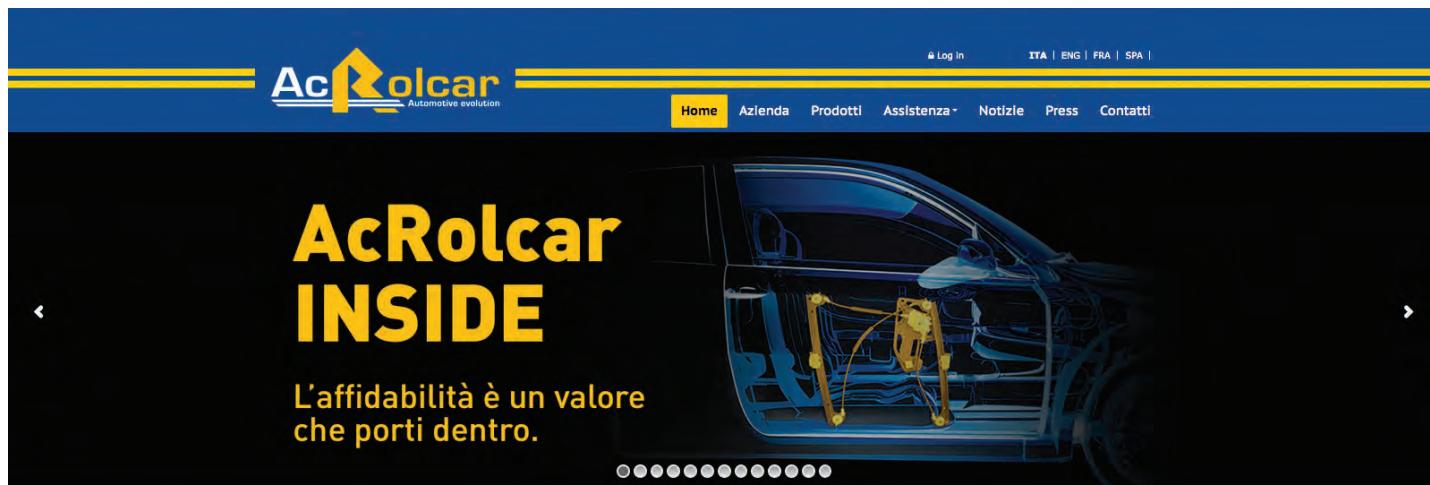 Log in
ITA | ENG | FRA | SPA |
AcRolcar
Automotive evolution
Home Azienda Prodotti Assistenza Notizie Press Contatti
AcRolcar
INSIDE
L'affidabilità è un valore
che porti dentro.